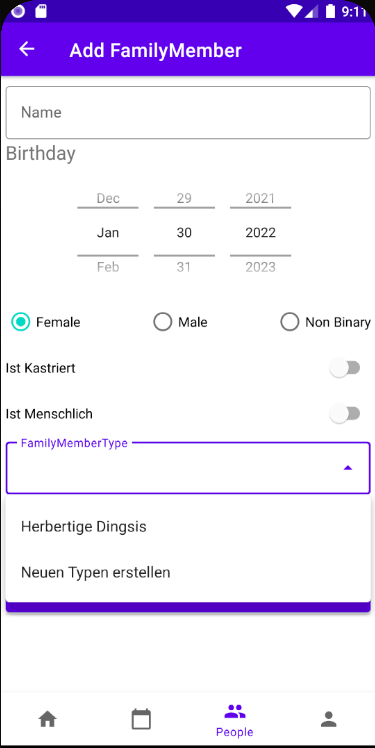 9:11
Add FamilyMember
Name
Birthday
Dec 29 2021
Jan 30 2022
Feb 31 2023
Female Male Non Binary
Ist Kastriert
Ist Menschlich
FamilyMemberType
Herbertige Dingsis
Neuen Typen erstellen
People